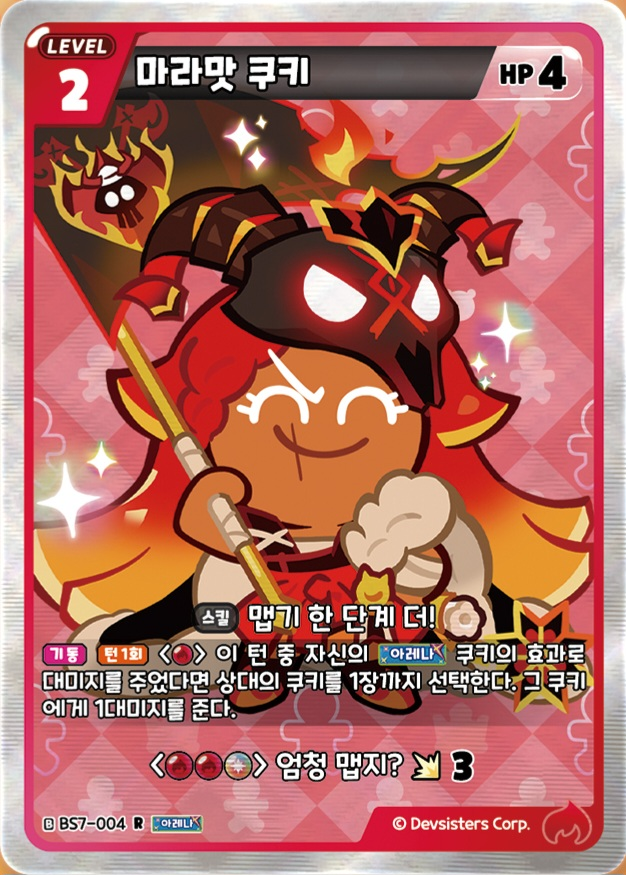 LEVEL
2
마라맛 쿠키
HP 4
스킬 맵기 한 단계 더!
기동 턴1회 < > 이 턴 중 자신의 아레나 쿠키의 효과로
대미지를 주었다면 상대의 쿠키를 1장까지 선택한다. 그 쿠키
에게 1대미지를 준다.
< > 엄청 맵지? 3
B BS7-004 R 아레나
© Devsisters Corp.